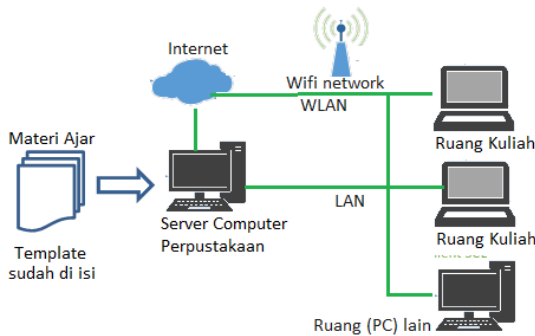 Internet
Wifi network
WLAN
Materi Ajar
Ruang Kuliah
LAN
Server Computer
Perpustakaan
Template
sudah di isi
Ruang Kuliah
Ruang (PC) lain